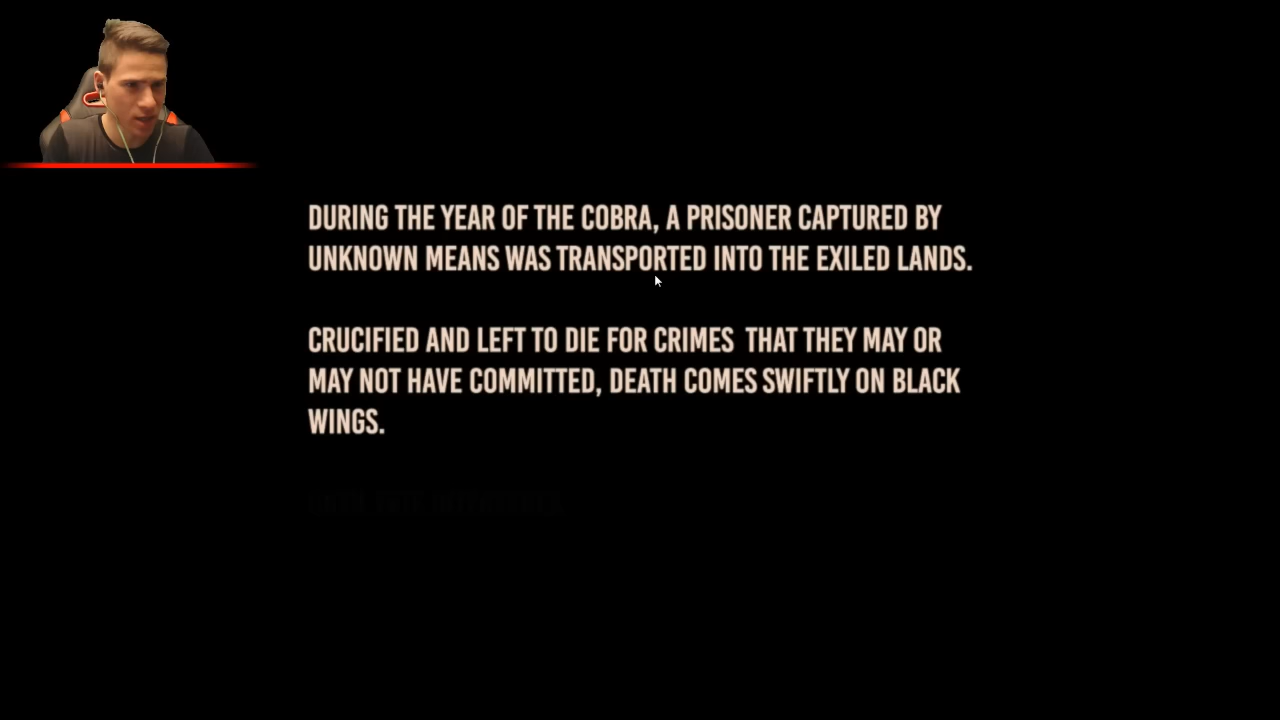 DURING THE YEAR OF THE COBRA, A PRISONER CAPTURED BY
UNKNOWN MEANS WAS TRANSPORTED INTO THE EXILED LANDS.
CRUCIFIED AND LEFT TO DIE FOR CRIMES THAT THEY MAY OR
MAY NOT HAVE COMMITTED, DEATH COMES SWIFTLY ON BLACK
WINGS.